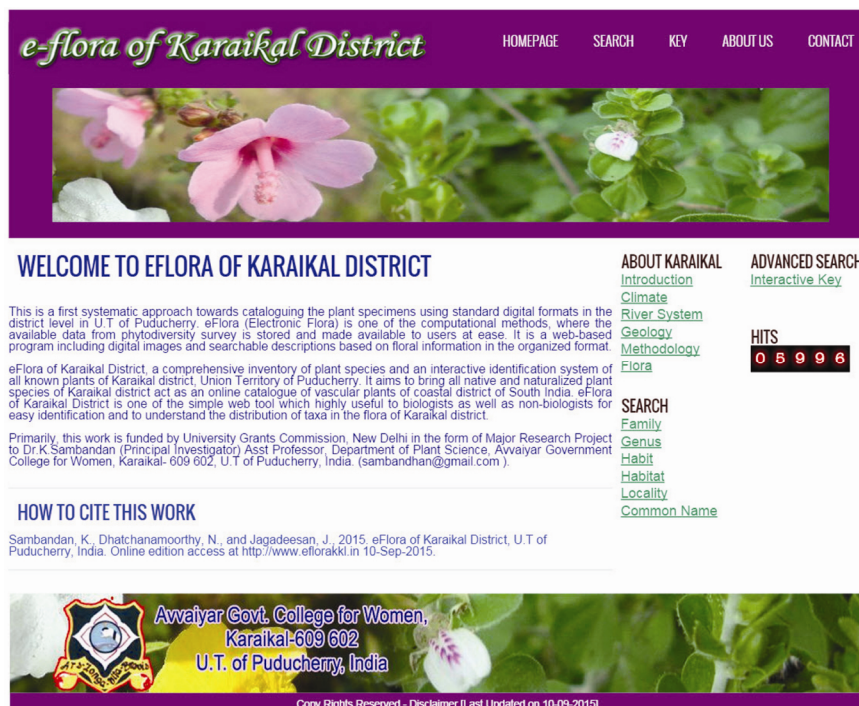 e-flora of Karaikal District
HOMEPAGE SEARCH KEY ABOUT US CONTACT
WELCOME TO EFLORA OF KARAIKAL DISTRICT
This is a first systematic approach towards cataloguing the plant specimens using standard digital formats in the
district level in U.T of Puducherry. eFlora (Electronic Flora) is one of the computational methods, where the
available data from phytodiversity survey is stored and made available to users at ease. It is a web-based
program including digital images and searchable descriptions based on floral information in the organized format.
eFlora of Karaikal District, a comprehensive inventory of plant species and an interactive identification system of
all known plants of Karaikal district, Union Territory of Puducherry. It aims to bring all native and naturalized plant
species of Karaikal district act as an online catalogue of vascular plants of coastal district of South India. eFlora
of Karaikal District is one of the simple web tool which highly useful to biologists as well as non-biologists for
easy identification and to understand the distribution of taxa in the flora of Karaikal district.
Primarily, this work is funded by University Grants Commission, New Delhi in the form of Major Research Project
to Dr.K.Sambandan (Principal Investigator) Asst Professor, Department of Plant Science, Avvaiyar Government
College for Women, Karaikal- 609 602, U.T of Puducherry, India. (sambandhan@gmail.com ).
HOW TO CITE THIS WORK
Sambandan, K., Dhatchanamoorthy, N., and Jagadeesan, J., 2015. eFlora of Karaikal District, U.T of
Puducherry, India. Online edition access at http://www.eflorakkl.in 10-Sep-2015.
ABOUT KARAIKAL
Introduction
Climate
River System
Geology
Methodology
Flora
SEARCH
Family
Genus
Habit
Habitat
Locality
Common Name
ADVANCED SEARCH
Interactive Key
HITS
05996
Avvaiyar Govt. College for Women,
Karaikal-609 602
U.T. of Puducherry, India
Copy Rights Reserved - Disclaimer [Last Updated on 10-09-2015]